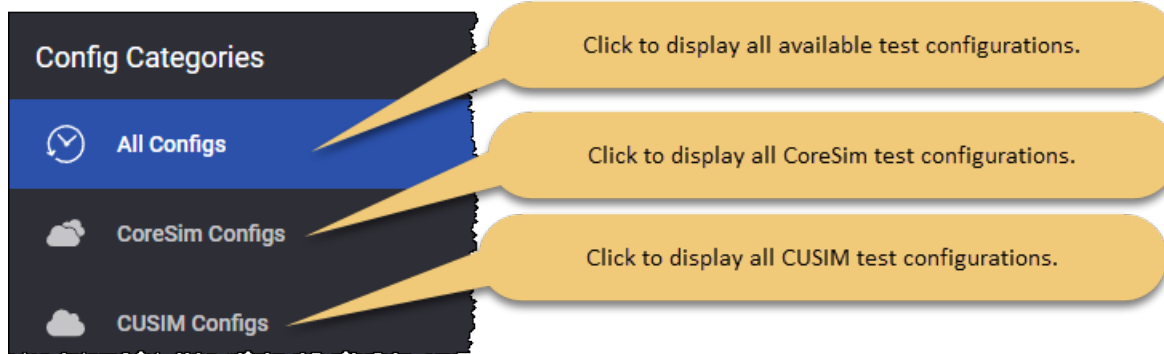 Config Categories
Click to display all available test configurations.
All Configs
Click to display all CoreSim test configurations.
CoreSim Configs
Click to display all CUSIM test configurations.
CUSIM Configs